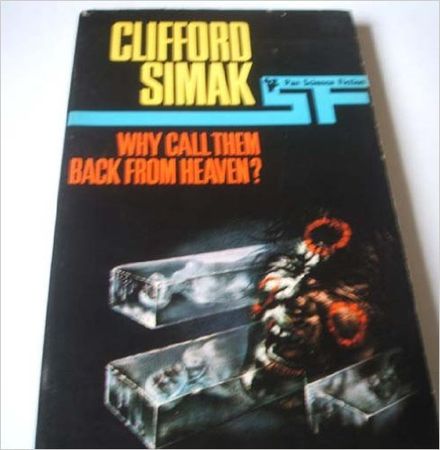 CLIFFORD
SIMAK
Pan Science Fiction
SF
WHY CALL THEM
BACK FROM HEAVEN?